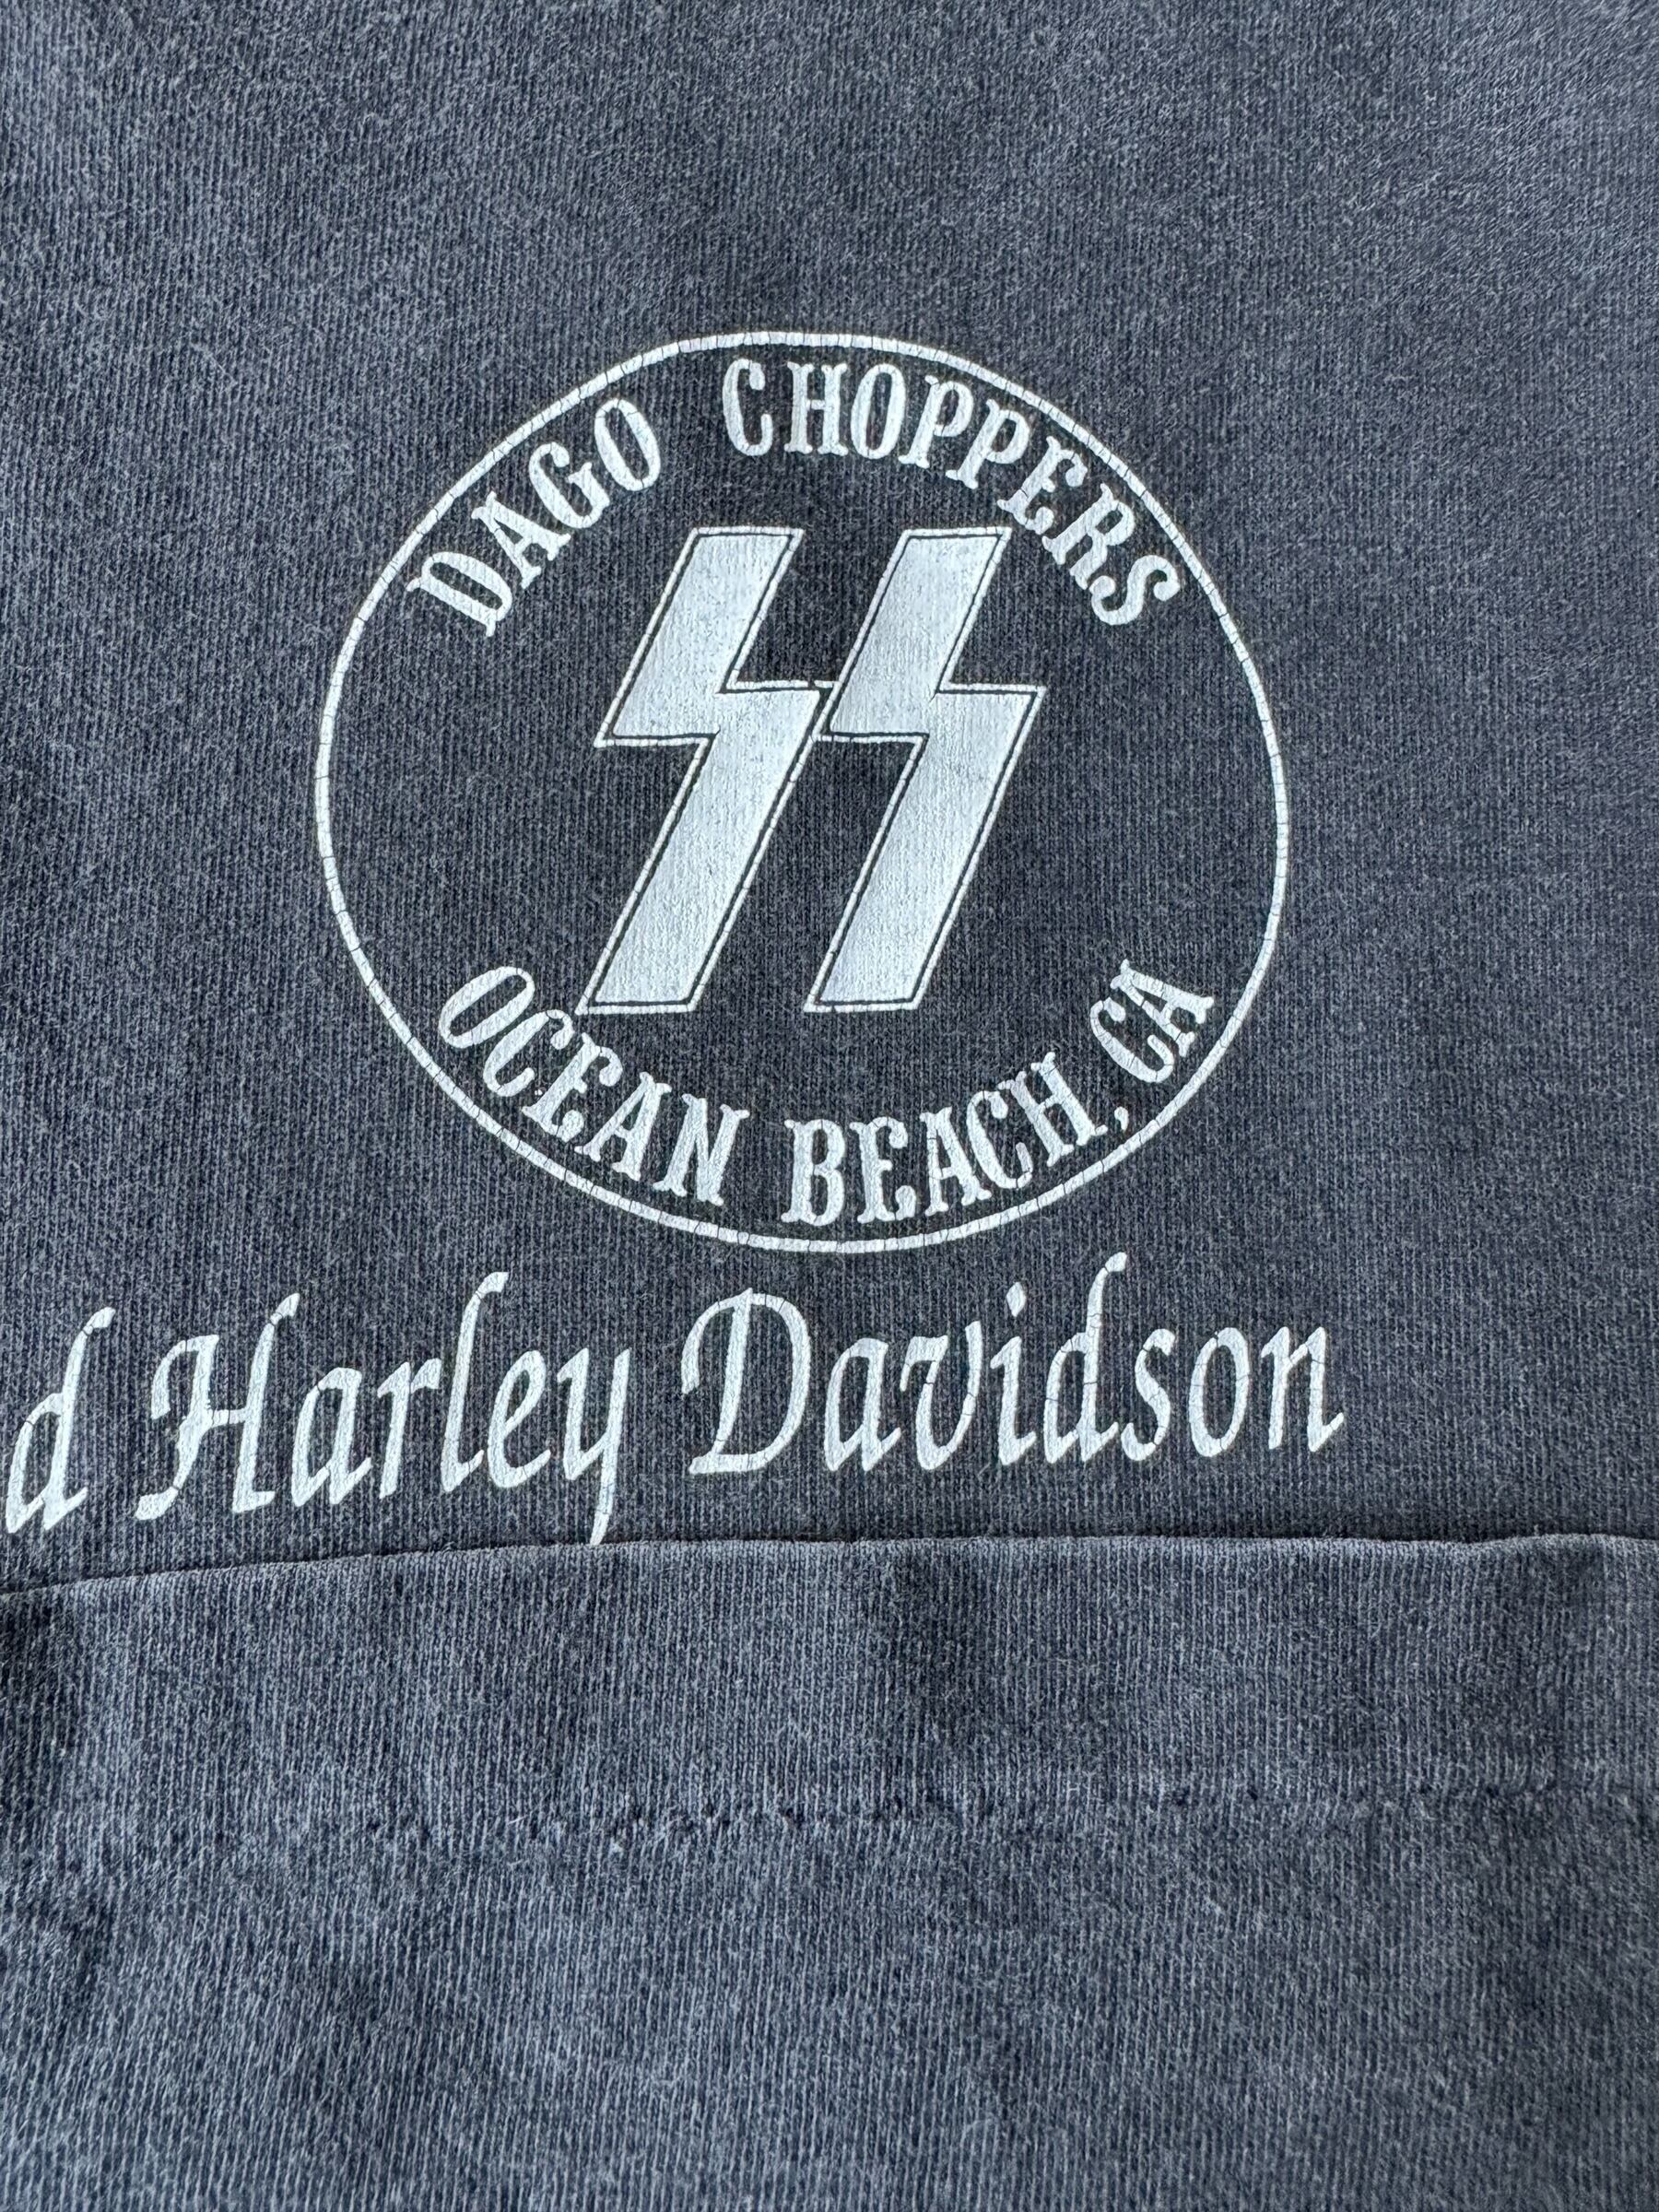 DAGO CHOPPERS
OCEAN BEACH, CA
d Harley Davidson